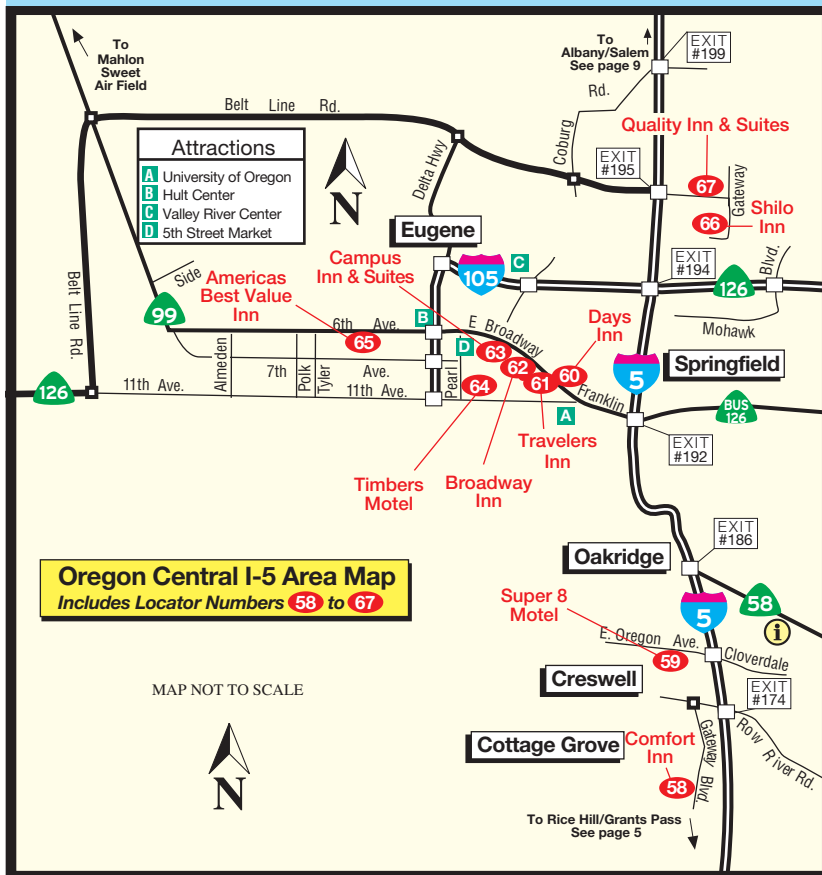 To
Mahlon
Sweet
Air Field
To
Albany/Salem
See page 9
EXIT
#199
Belt Line Rd.
Coburg Rd.
Quality Inn & Suites
Attractions
A University of Oregon
B Hult Center
C Valley River Center
D 5th Street Market
N
Delta Hwy
EXIT
#195
67
Gateway
66
Shilo
Inn
Eugene
Campus
Inn & Suites
105
C
EXIT
#194
126
Blvd.
Mohawk
Belt Line Rd.
Side
Americas
Best Value
Inn
99
6th Ave.
65
B
E Broadway
Days
Inn
D
63
62
61
60
64
5
Springfield
Almeden
7th Ave.
Polk
Tyler
Pearl
126
11th Ave.
11th Ave.
A
Franklin
BUS
126
EXIT
#192
Travelers
Inn
Timbers
Motel
Broadway
Inn
EXIT
#186
Oakridge
Oregon Central I-5 Area Map
Includes Locator Numbers 58 to 67
Super 8
Motel
5
58
i
E. Oregon Ave.
59
Cloverdale
Creswell
MAP NOT TO SCALE
EXIT
#174
N
Cottage Grove
Gateway Blvd.
Comfort
Inn
58
Row River Rd.
To Rice Hill/Grants Pass
See page 5